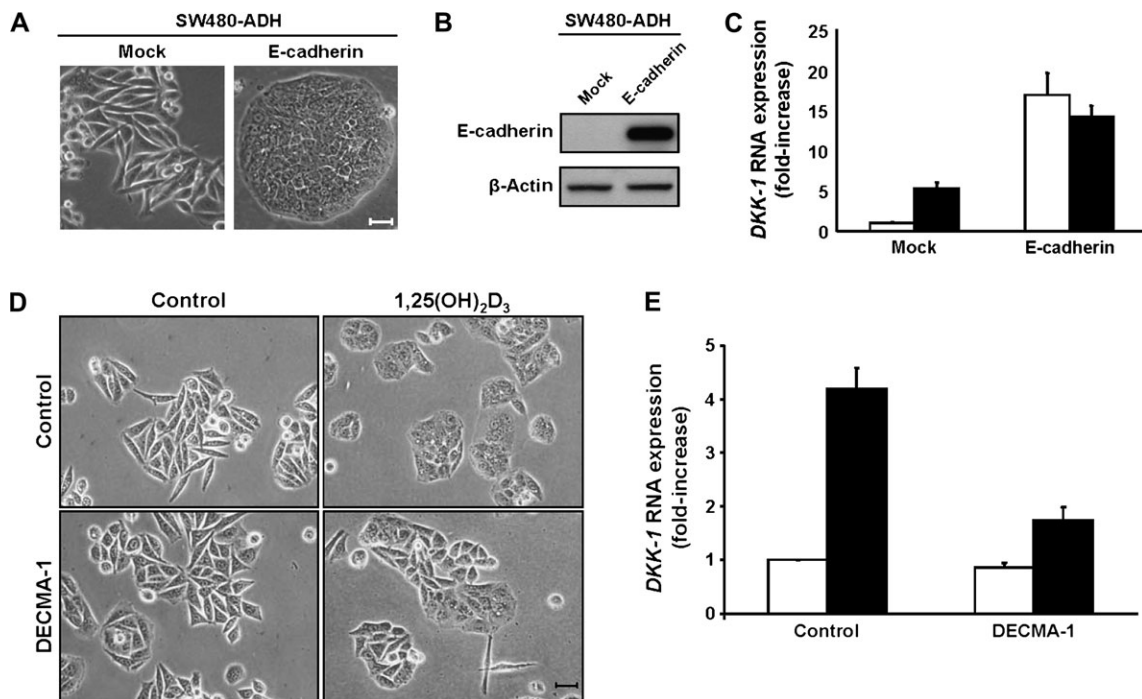 A
SW480-ADH
Mock E-cadherin
B
SW480-ADH
Mock E-cadherin
E-cadherin
β-Actin
C
DKK-1 RNA expression
(fold-increase)
25
20
15
10
5
0
Mock E-cadherin
D
Control 1,25(OH)₂D₃
Control
DECMA-1
E
DKK-1 RNA expression
(fold-increase)
5
4
3
2
1
0
Control DECMA-1